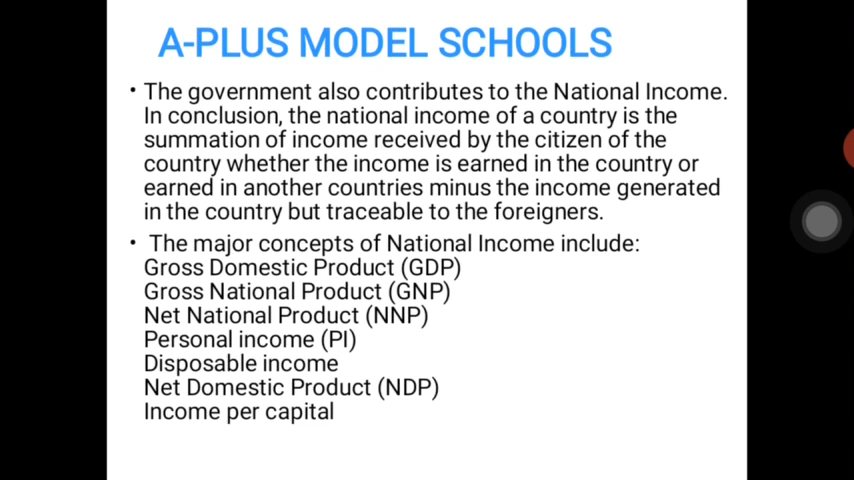 A-PLUS MODEL SCHOOLS
• The government also contributes to the National Income.
In conclusion, the national income of a country is the
summation of income received by the citizen of the
country whether the income is earned in the country or
earned in another countries minus the income generated
in the country but traceable to the foreigners.
• The major concepts of National Income include:
Gross Domestic Product (GDP)
Gross National Product (GNP)
Net National Product (NNP)
Personal income (PI)
Disposable income
Net Domestic Product (NDP)
Income per capital